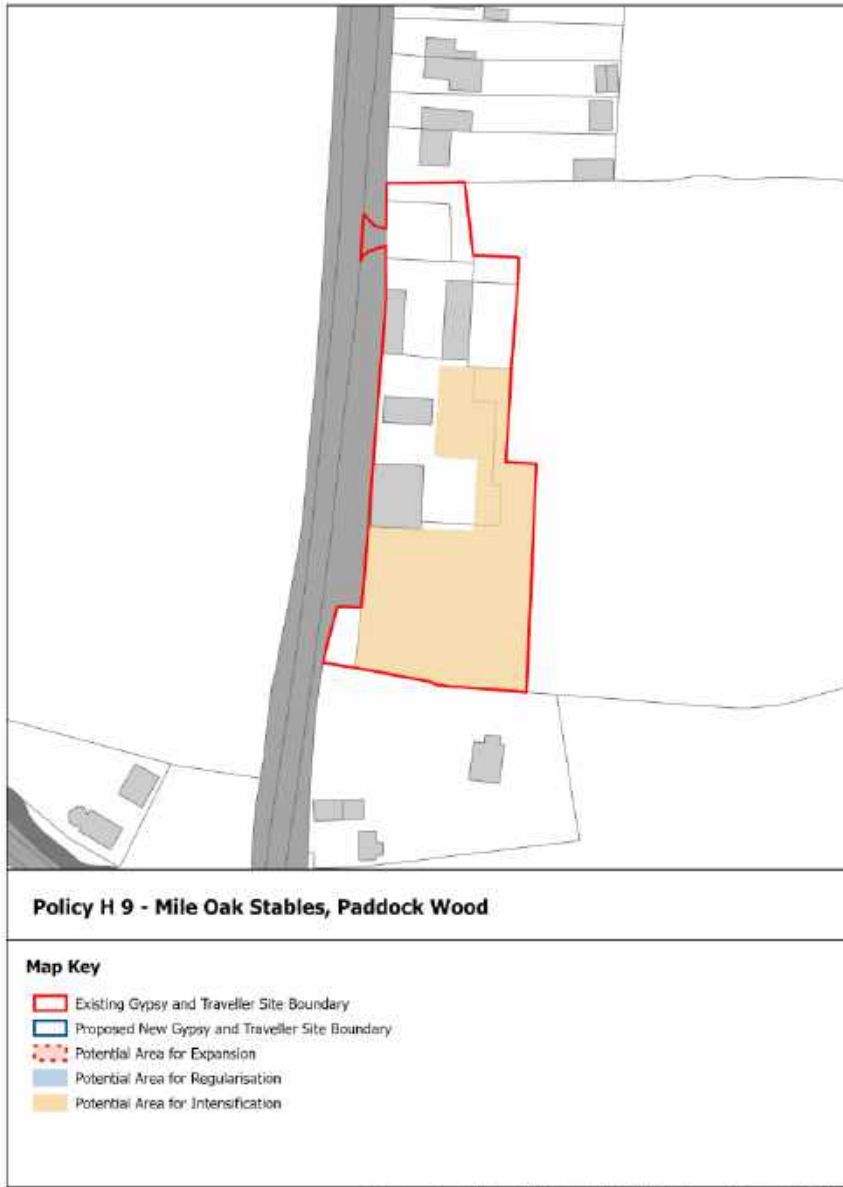 Policy H 9 - Mile Oak Stables, Paddock Wood
Map Key
Existing Gypsy and Traveller Site Boundary
Proposed New Gypsy and Traveller Site Boundary
Potential Area for Expansion
Potential Area for Regularisation
Potential Area for Intensification